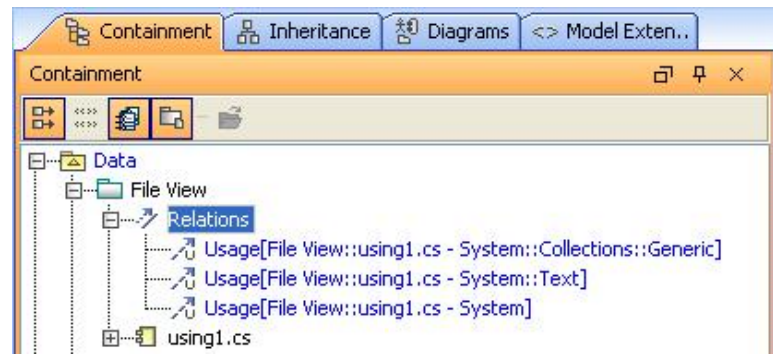 Containment Inheritance Diagrams <> Model Exten..
Containment
Data
File View
Relations
Usage[File View::using1.cs - System::Collections::Generic]
Usage[File View::using1.cs - System::Text]
Usage[File View::using1.cs - System]
using1.cs